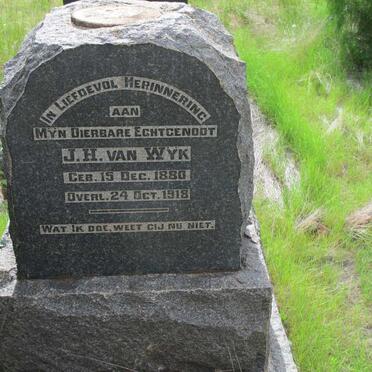 IN LIEFDEVOL HERINNERING
AAN
MYN DIERBARE ECHTGENOOT
J.H. VAN WYK
GEB. 15 DEC. 1880
OVERL. 24 OCT. 1918
WAT IK DOE, WEET GIJ NU NIET.